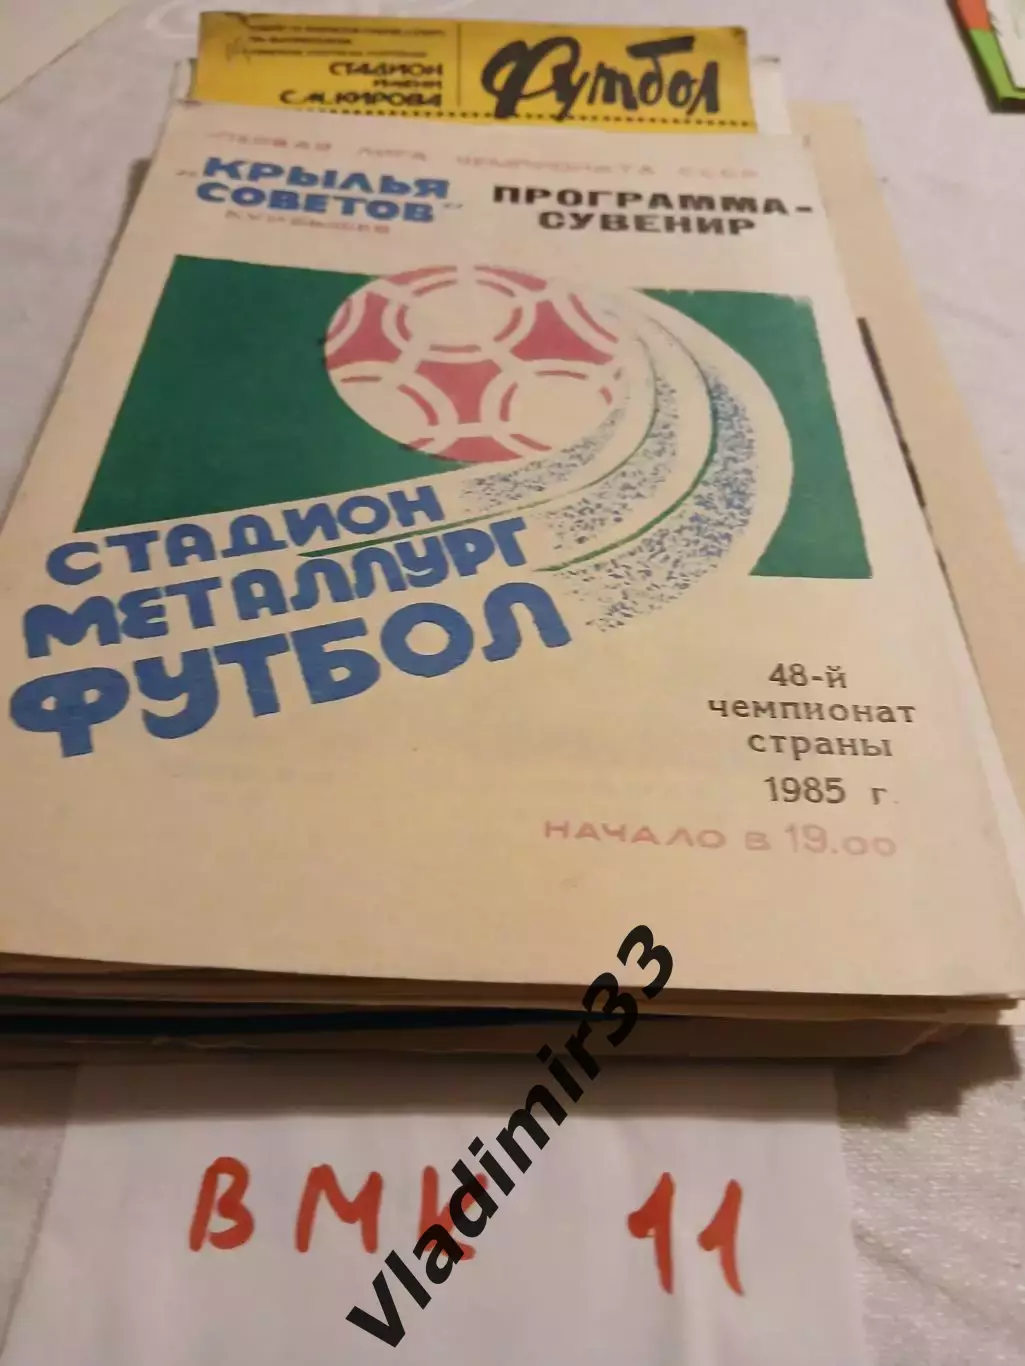 СТАДИОН
ИМЕНИ
С.М.КИРОВА
Футбол
ПЕРВАЯ ЛИГА ЧЕМПИОНАТА СССР
„КРЫЛЬЯ
СОВЕТОВ"
КУЙБЫШЕВ
ПРОГРАММА-
СУВЕНИР
СТАДИОН
МЕТАЛЛУРГ
ФУТБОЛ
48-й
чемпионат
страны
1985 г.
НАЧАЛО В 19.00
ВМК 11
Vladimir33